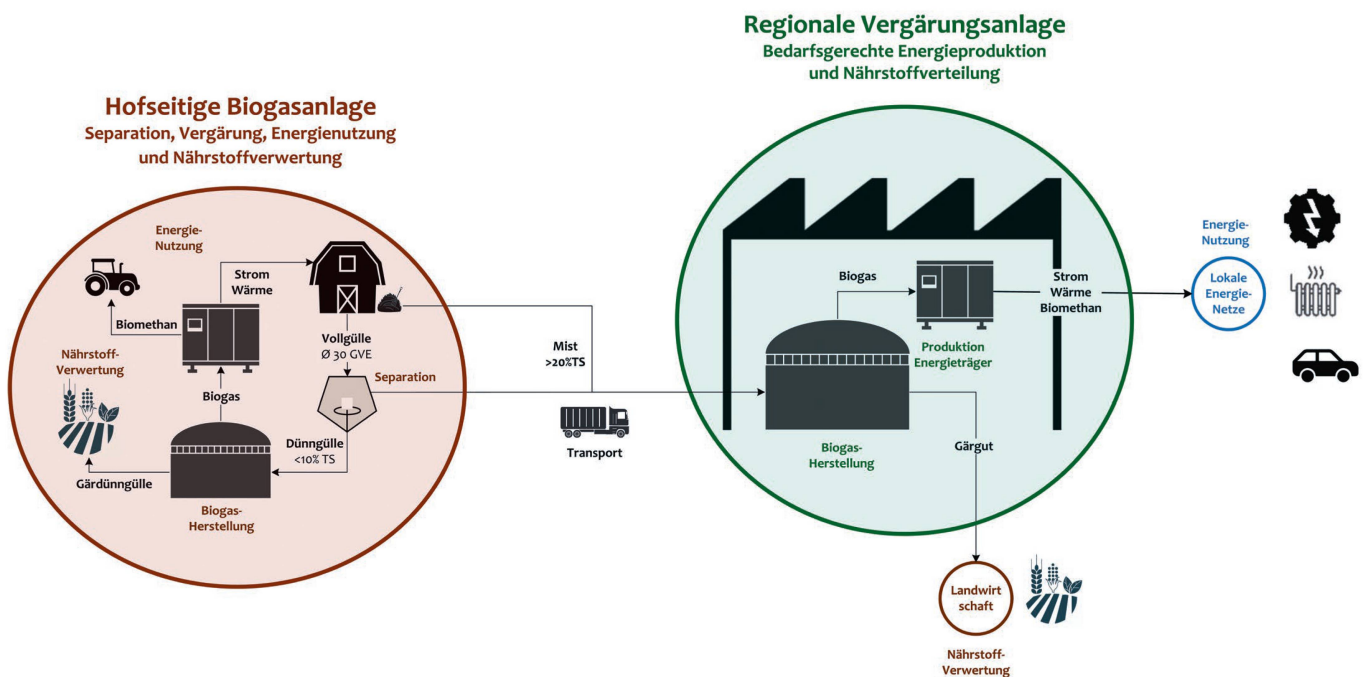 Regionale Vergärungsanlage
Bedarfsgerechte Energieproduktion
und Nährstoffverteilung
Hofseitige Biogasanlage
Separation, Vergärung, Energienutzung
und Nährstoffverwertung
Energie-
Nutzung
Strom
Wärme
Biomethan
Vollgülle
Ø 30 GVE
Nährstoff-
Verwertung
Separation
Biogas
Dünngülle
<10% TS
Gärdünngülle
Biogas-
Herstellung
Mist
>20%TS
Transport
Biogas
Produktion
Energieträger
Strom
Wärme
Biomethan
Biogas-
Herstellung
Gärgut
Energie-
Nutzung
Lokale
Energie-
Netze
Landwirt
schaft
Nährstoff-
Verwertung